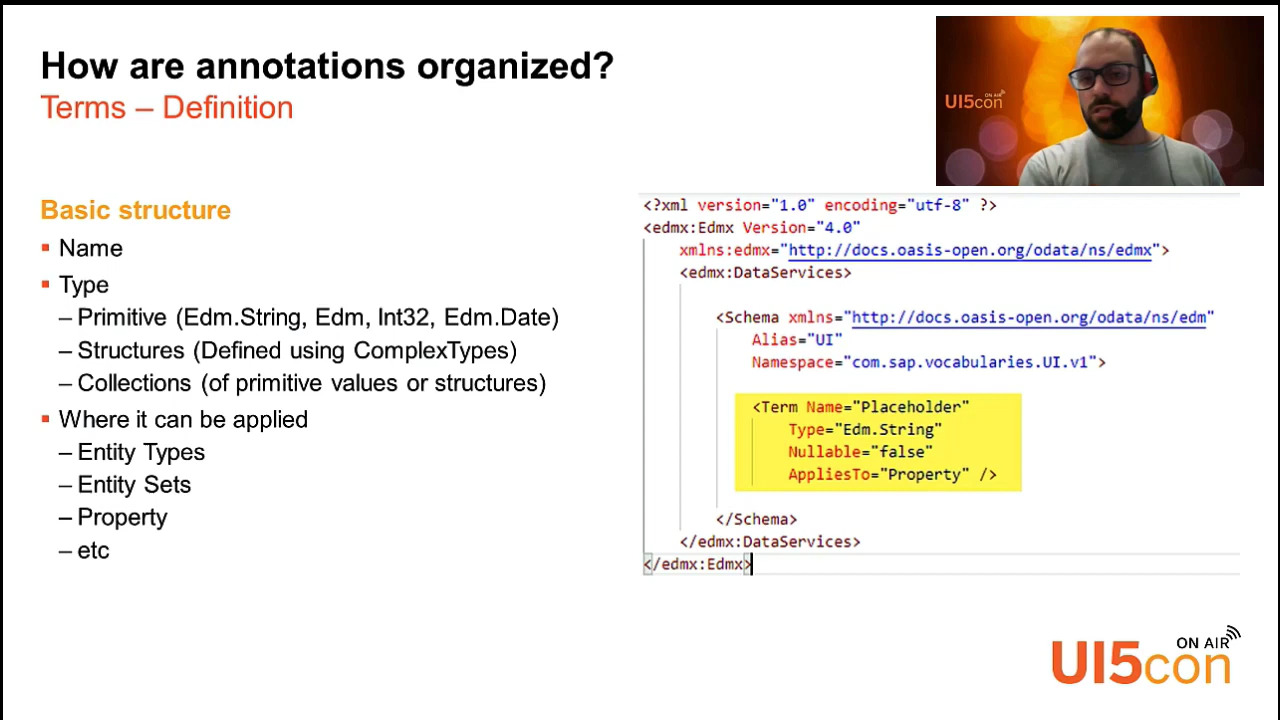 How are annotations organized?
Terms – Definition
ON AIR
UI5con
Basic structure
▪ Name
▪ Type
– Primitive (Edm.String, Edm, Int32, Edm.Date)
– Structures (Defined using ComplexTypes)
– Collections (of primitive values or structures)
▪ Where it can be applied
– Entity Types
– Entity Sets
– Property
– etc
<?xml version="1.0" encoding="utf-8" ?>
<edmx:Edmx Version="4.0"
xmlns:edmx="http://docs.oasis-open.org/odata/ns/edmx">
<edmx:DataServices>
<Schema xmlns="http://docs.oasis-open.org/odata/ns/edm"
Alias="UI"
Namespace="com.sap.vocabularies.UI.v1">
<Term Name="Placeholder"
Type="Edm.String"
Nullable="false"
AppliesTo="Property" />
</Schema>
</edmx:DataServices>
</edmx:Edmx>
ON AIR
UI5con